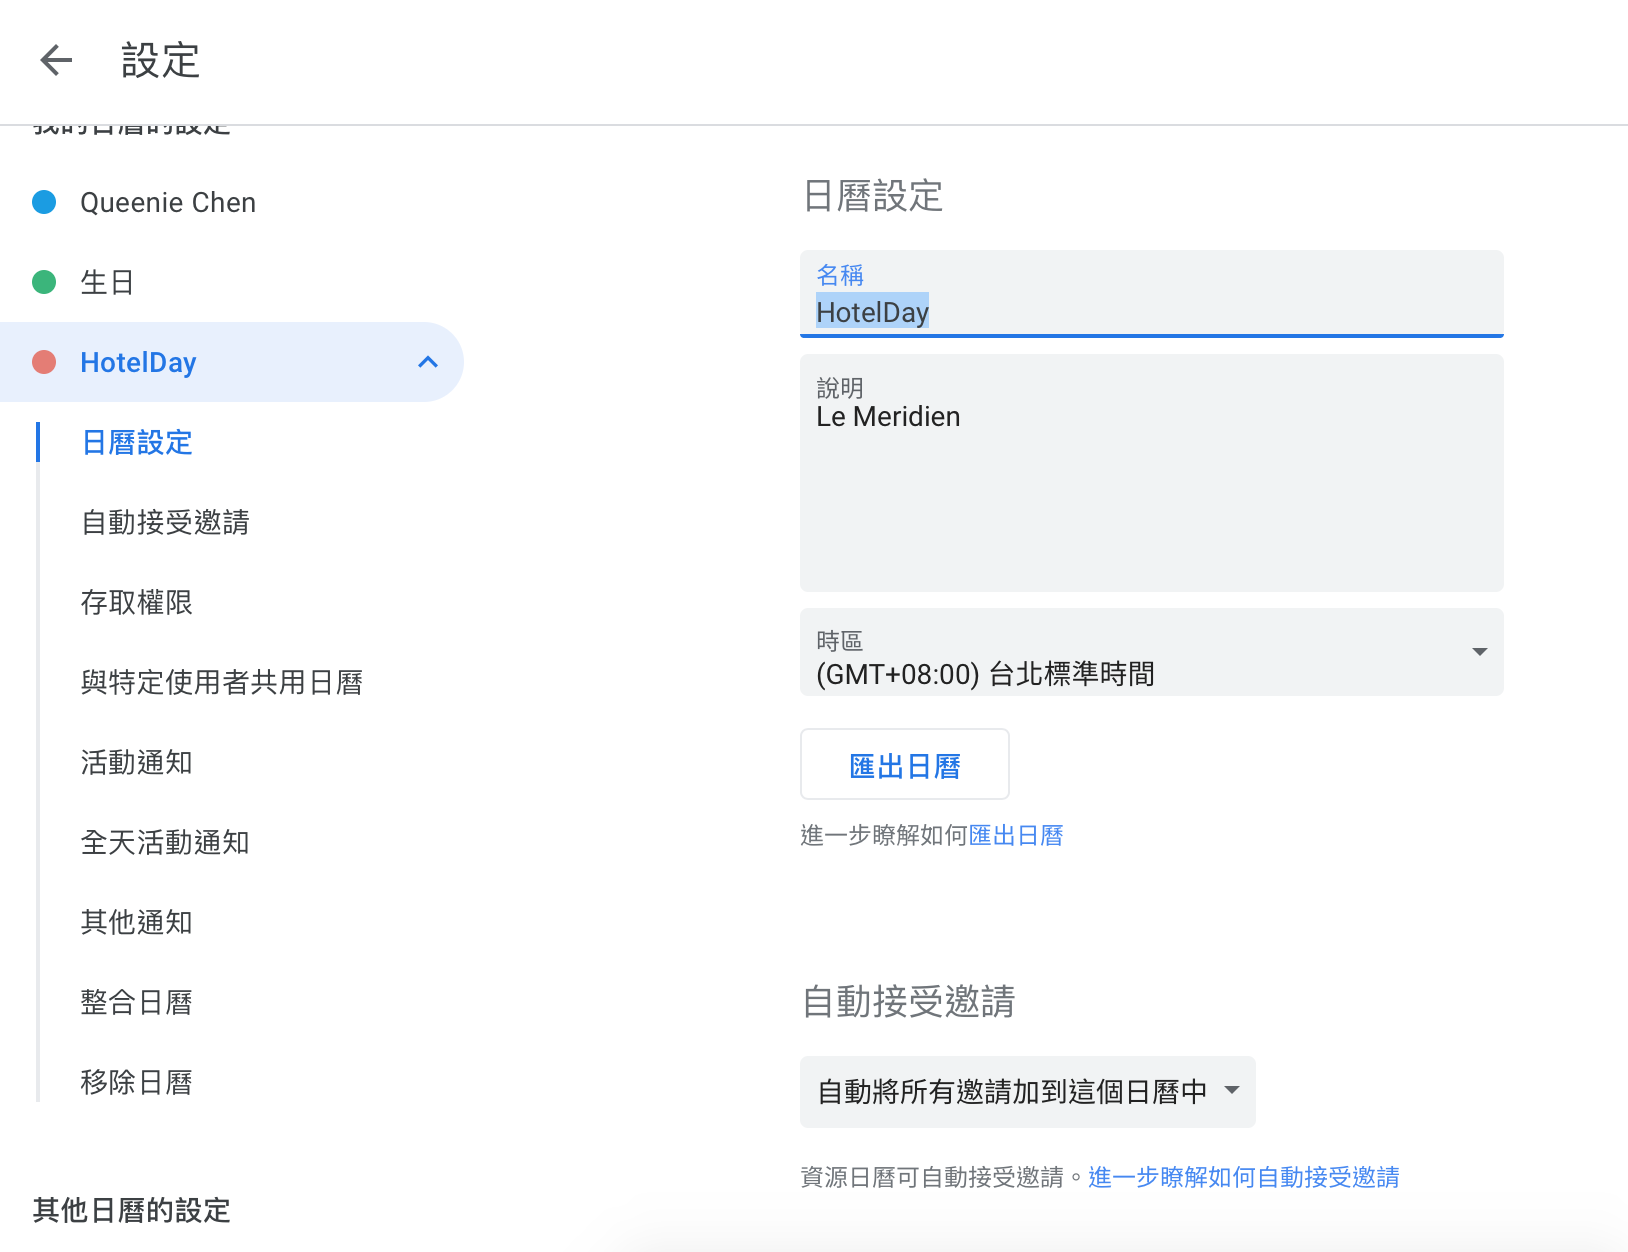 設定
我的日曆的設定
Queenie Chen
生日
HotelDay
日曆設定
自動接受邀請
存取權限
與特定使用者共用日曆
活動通知
全天活動通知
其他通知
整合日曆
移除日曆
其他日曆的設定
日曆設定
名稱
HotelDay
說明
Le Meridien
時區
(GMT+08:00) 台北標準時間
匯出日曆
進一步瞭解如何匯出日曆
自動接受邀請
自動將所有邀請加到這個日曆中
資源日曆可自動接受邀請。進一步瞭解如何自動接受邀請